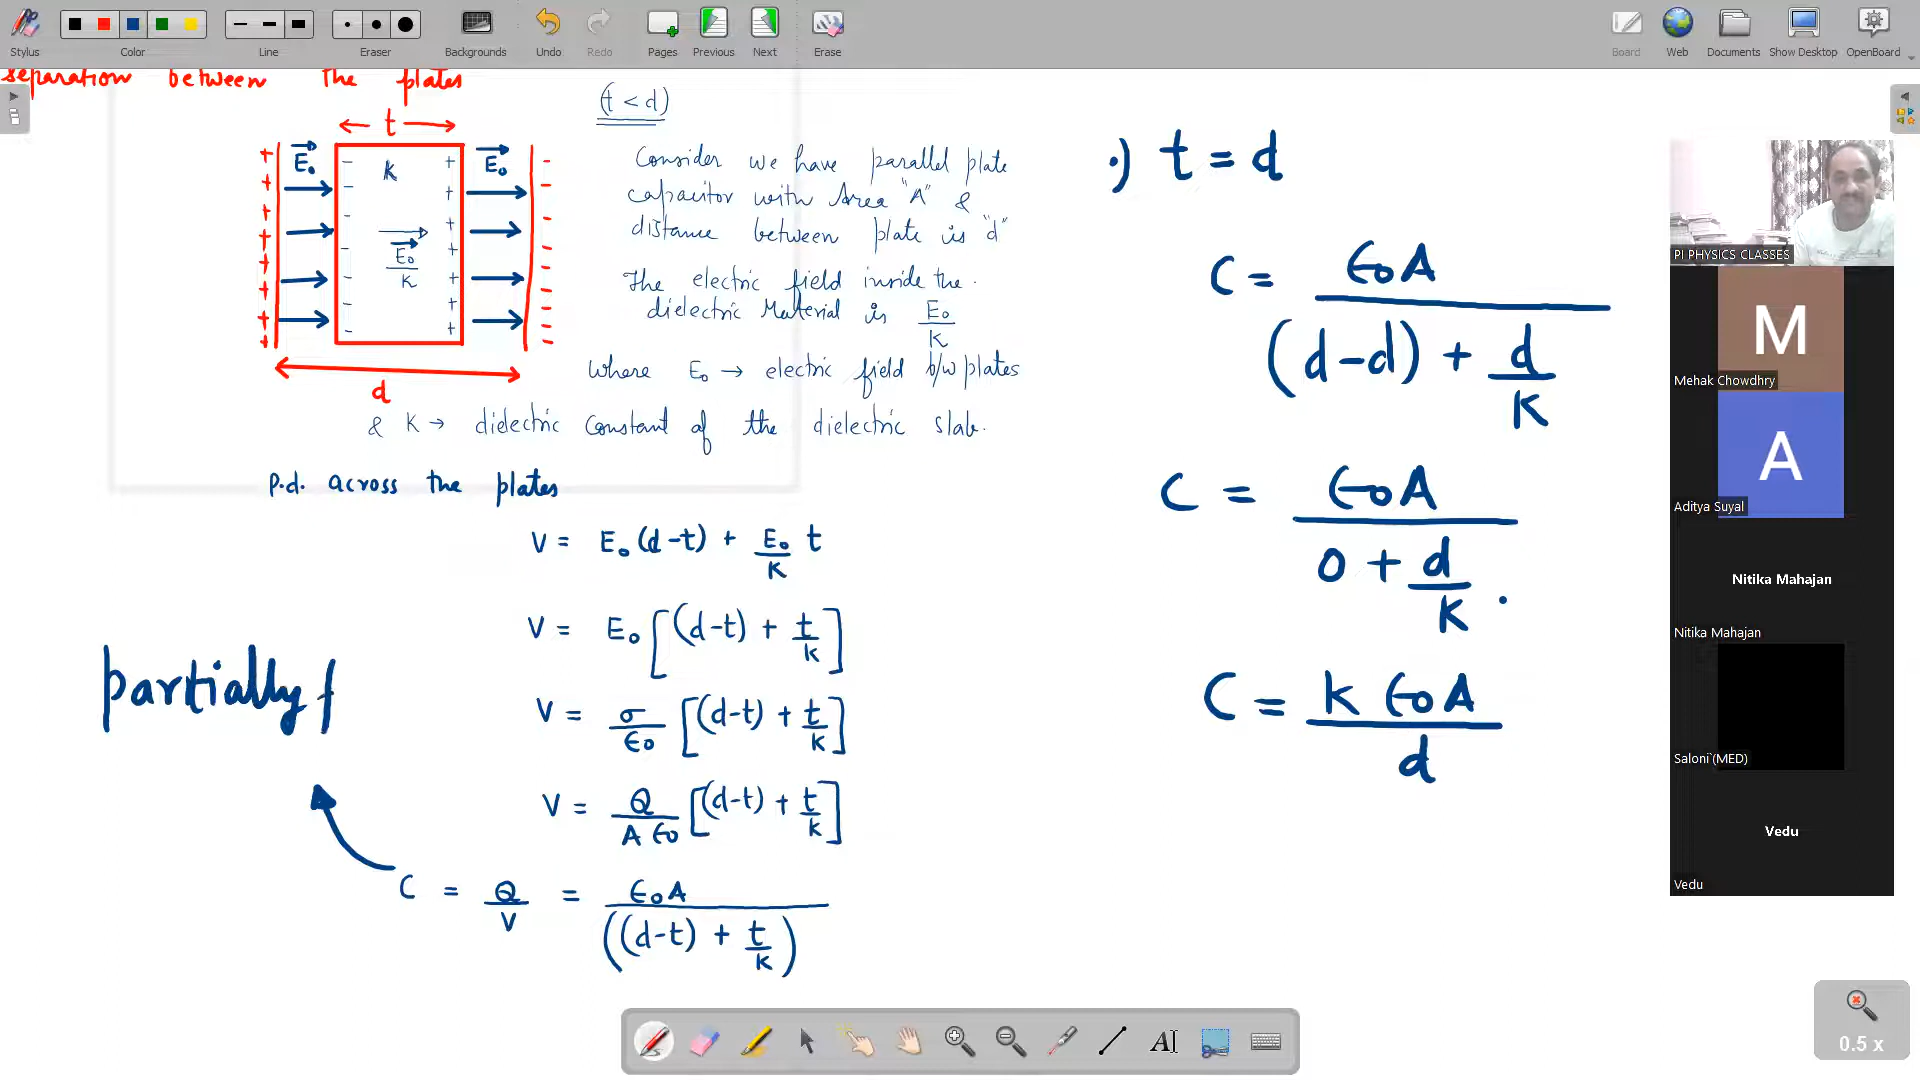 Stylus
Color
Line
Eraser
Backgrounds
Undo
Redo
Pages
Previous
Next
Erase
Board
Web
Documents
Show Desktop
OpenBoard
separation between the plates
(t < d)
t
E₀
K
E₀
E₀
K
d
Consider we have parallel plate
capacitor with Area "A" &
distance between plate is "d"
The electric field inside the
dielectric Material is E₀/K
where E₀ → electric field b/w plates
& K → dielectric constant of the dielectric slab.
P.d. across the plates
V = E₀(d-t) + E₀/K t
V = E₀[(d-t) + t/K]
V = σ/ϵ₀ [(d-t) + t/K]
V = Q/Aϵ₀ [(d-t) + t/K]
C = Q/V = ϵ₀A/((d-t) + t/K)
partially f
•) t = d
C = ϵ₀A/(d-d) + d/K
C = ϵ₀A/0 + d/K .
C = K ϵ₀A/d
PI PHYSICS CLASSES
M
Mehak Chowdhry
A
Aditya Suyal
Nitika Mahajan
Nitika Mahajan
Saloni`(MED)
Vedu
Vedu
0.5 x